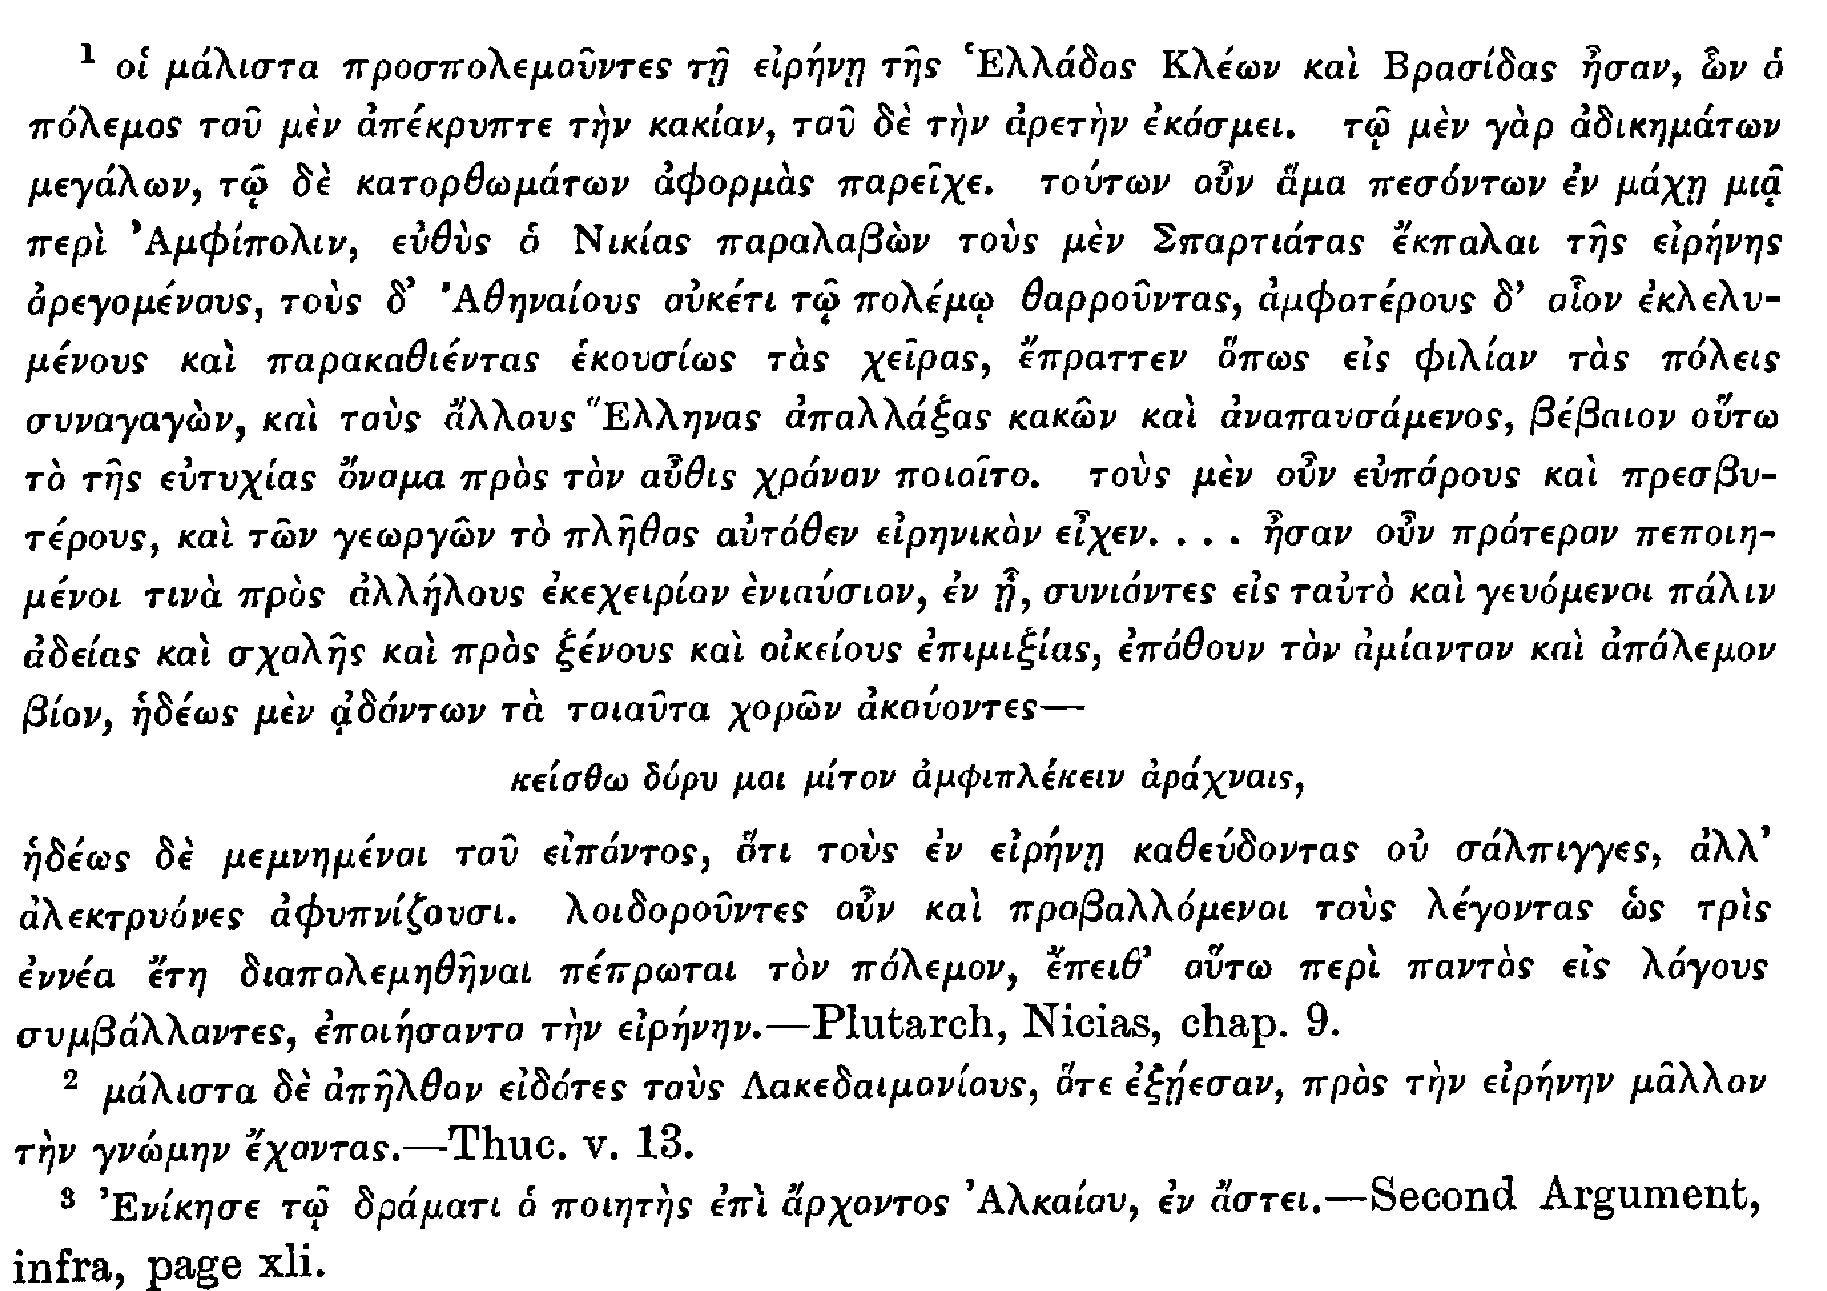 ¹ οἱ μάλιστα προσπολεμοῦντες τῇ εἰρήνῃ τῆς Ἑλλάδος Κλέων καὶ Βρασίδας ἦσαν, ὧν ὁ
πόλεμος τοῦ μὲν ἀπέκρυπτε τὴν κακίαν, τοῦ δὲ τὴν ἀρετὴν ἐκόσμει. τῷ μὲν γὰρ ἀδικημάτων
μεγάλων, τῷ δὲ κατορθωμάτων ἀφορμὰς παρεῖχε. τούτων οὖν ἅμα πεσόντων ἐν μάχῃ μιᾷ
περὶ Ἀμφίπολιν, εὐθὺς ὁ Νικίας παραλαβὼν τοὺς μὲν Σπαρτιάτας ἔκπαλαι τῆς εἰρήνης
ὀρεγομένους, τοὺς δ’ Ἀθηναίους οὐκέτι τῷ πολέμῳ θαρροῦντας, ἀμφοτέρους δ’ οἷον ἐκλελυ-
μένους καὶ παρακαθιέντας ἑκουσίως τὰς χεῖρας, ἔπραττεν ὅπως εἰς φιλίαν τὰς πόλεις
συναγαγὼν, καὶ τοὺς ἄλλους Ἕλληνας ἀπαλλάξας κακῶν καὶ ἀναπαυσάμενος, βέβαιον οὕτω
τὸ τῆς εὐτυχίας ὄνομα πρὸς τὸν αὖθις χρόνον ποιοῖτο. τοὺς μὲν οὖν εὐπόρους καὶ πρεσβυ-
τέρους, καὶ τῶν γεωργῶν τὸ πλῆθος αὐτόθεν εἰρηνικὸν εἶχεν. . . . ἦσαν οὖν πρότερον πεποιη-
μένοι τινὰ πρὸς ἀλλήλους ἐκεχειρίαν ἐνιαύσιον, ἐν ᾗ, συνιόντες εἰς ταὐτὸ καὶ γευόμενοι πάλιν
ἀδείας καὶ σχολῆς καὶ πρὸς ξένους καὶ οἰκείους ἐπιμιξίας, ἐπόθουν τὸν ἀμίαντον καὶ ἀπόλεμον
βίον, ἡδέως μὲν ᾀδόντων τὰ τοιαῦτα χορῶν ἀκούοντες—
κείσθω δόρυ μοι μίτον ἀμφιπλέκειν ἀράχναις,
ἡδέως δὲ μεμνημένοι τοῦ εἰπόντος, ὅτι τοὺς ἐν εἰρήνῃ καθεύδοντας οὐ σάλπιγγες, ἀλλ’
ἀλεκτρυόνες ἀφυπνίζουσι. λοιδοροῦντες οὖν καὶ προβαλλόμενοι τοὺς λέγοντας ὡς τρὶς
ἐννέα ἔτη διαπολεμηθῆναι πέπρωται τὸν πόλεμον, ἔπειθ’ οὕτω περὶ παντὸς εἰς λόγους
συμβάλλοντες, ἐποιήσαντο τὴν εἰρήνην.—Plutarch, Nicias, chap. 9.
² μάλιστα δὲ ἀπῆλθον εἰδότες τοὺς Λακεδαιμονίους, ὅτε ἐξῄεσαν, πρὸς τὴν εἰρήνην μᾶλλον
τὴν γνώμην ἔχοντας.—Thuc. v. 13.
³ Ἐνίκησε τῷ δράματι ὁ ποιητὴς ἐπὶ ἄρχοντος Ἀλκαίου, ἐν ἄστει.—Second Argument,
infra, page xli.